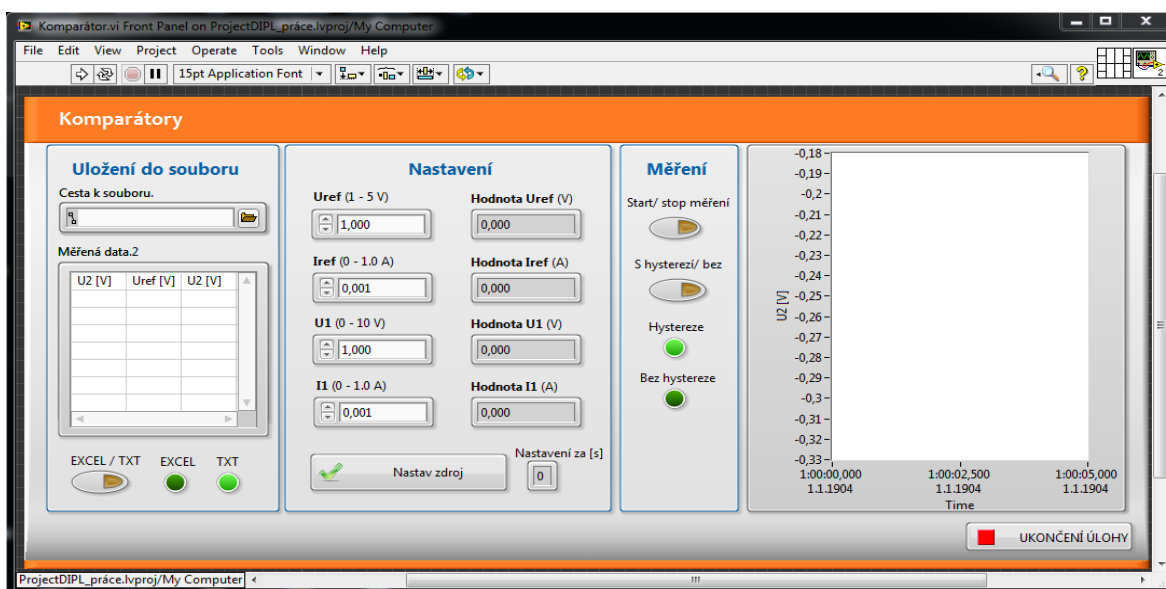 Komparátor.vi Front Panel on ProjectDIPL_práce.lvproj/My Computer
File Edit View Project Operate Tools Window Help
15pt Application Font
2
Komparátory
Uložení do souboru
Cesta k souboru.
Měřená data.2
U2 [V] Uref [V] U2 [V]
EXCEL / TXT EXCEL TXT
Nastavení
Uref (1 - 5 V) Hodnota Uref (V)
1,000 0,000
Iref (0 - 1.0 A) Hodnota Iref (A)
0,001 0,000
U1 (0 - 10 V) Hodnota U1 (V)
1,000 0,000
I1 (0 - 1.0 A) Hodnota I1 (A)
0,001 0,000
Nastavení za [s]
Nastav zdroj 0
Měření
Start/ stop měření
S hysterezí/ bez
Hystereze
Bez hystereze
U2 [V]
-0,18
-0,19
-0,2
-0,21
-0,22
-0,23
-0,24
-0,25
-0,26
-0,27
-0,28
-0,29
-0,3
-0,31
-0,32
-0,33
1:00:00,000 1:00:02,500 1:00:05,000
1.1.1904 1.1.1904 1.1.1904
Time
UKONČENÍ ÚLOHY
ProjectDIPL_práce.lvproj/My Computer